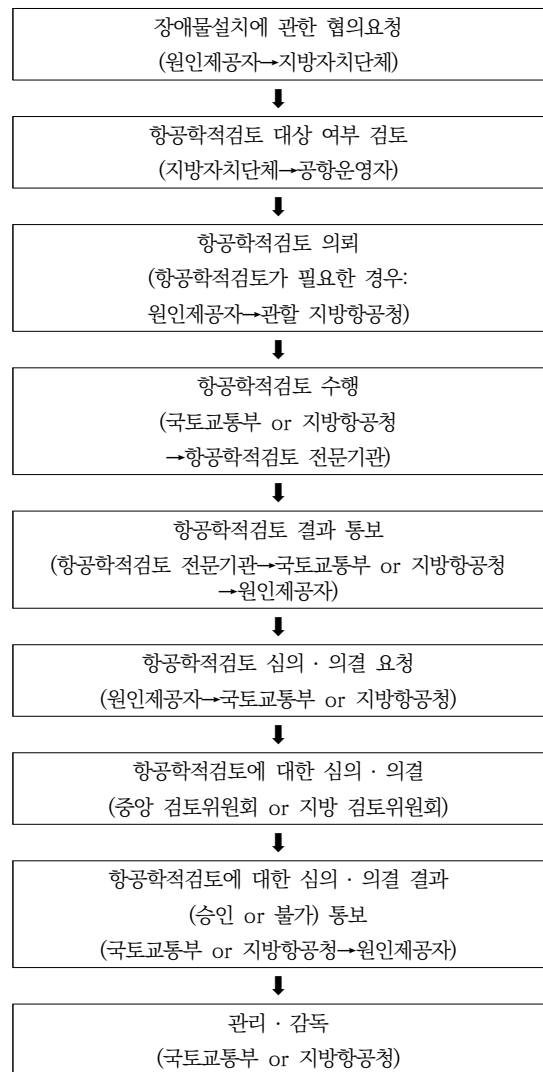 장애물설치에 관한 협의요청
(원인제공자→지방자치단체)
항공학적검토 대상 여부 검토
(지방자치단체→공항운영자)
항공학적검토 의뢰
(항공학적검토가 필요한 경우:
원인제공자→관할 지방항공청)
항공학적검토 수행
(국토교통부 or 지방항공청
→항공학적검토 전문기관)
항공학적검토 결과 통보
(항공학적검토 전문기관→국토교통부 or 지방항공청
→원인제공자)
항공학적검토 심의·의결 요청
(원인제공자→국토교통부 or 지방항공청)
항공학적검토에 대한 심의·의결
(중앙 검토위원회 or 지방 검토위원회)
항공학적검토에 대한 심의·의결 결과
(승인 or 불가) 통보
(국토교통부 or 지방항공청→원인제공자)
관리·감독
(국토교통부 or 지방항공청)